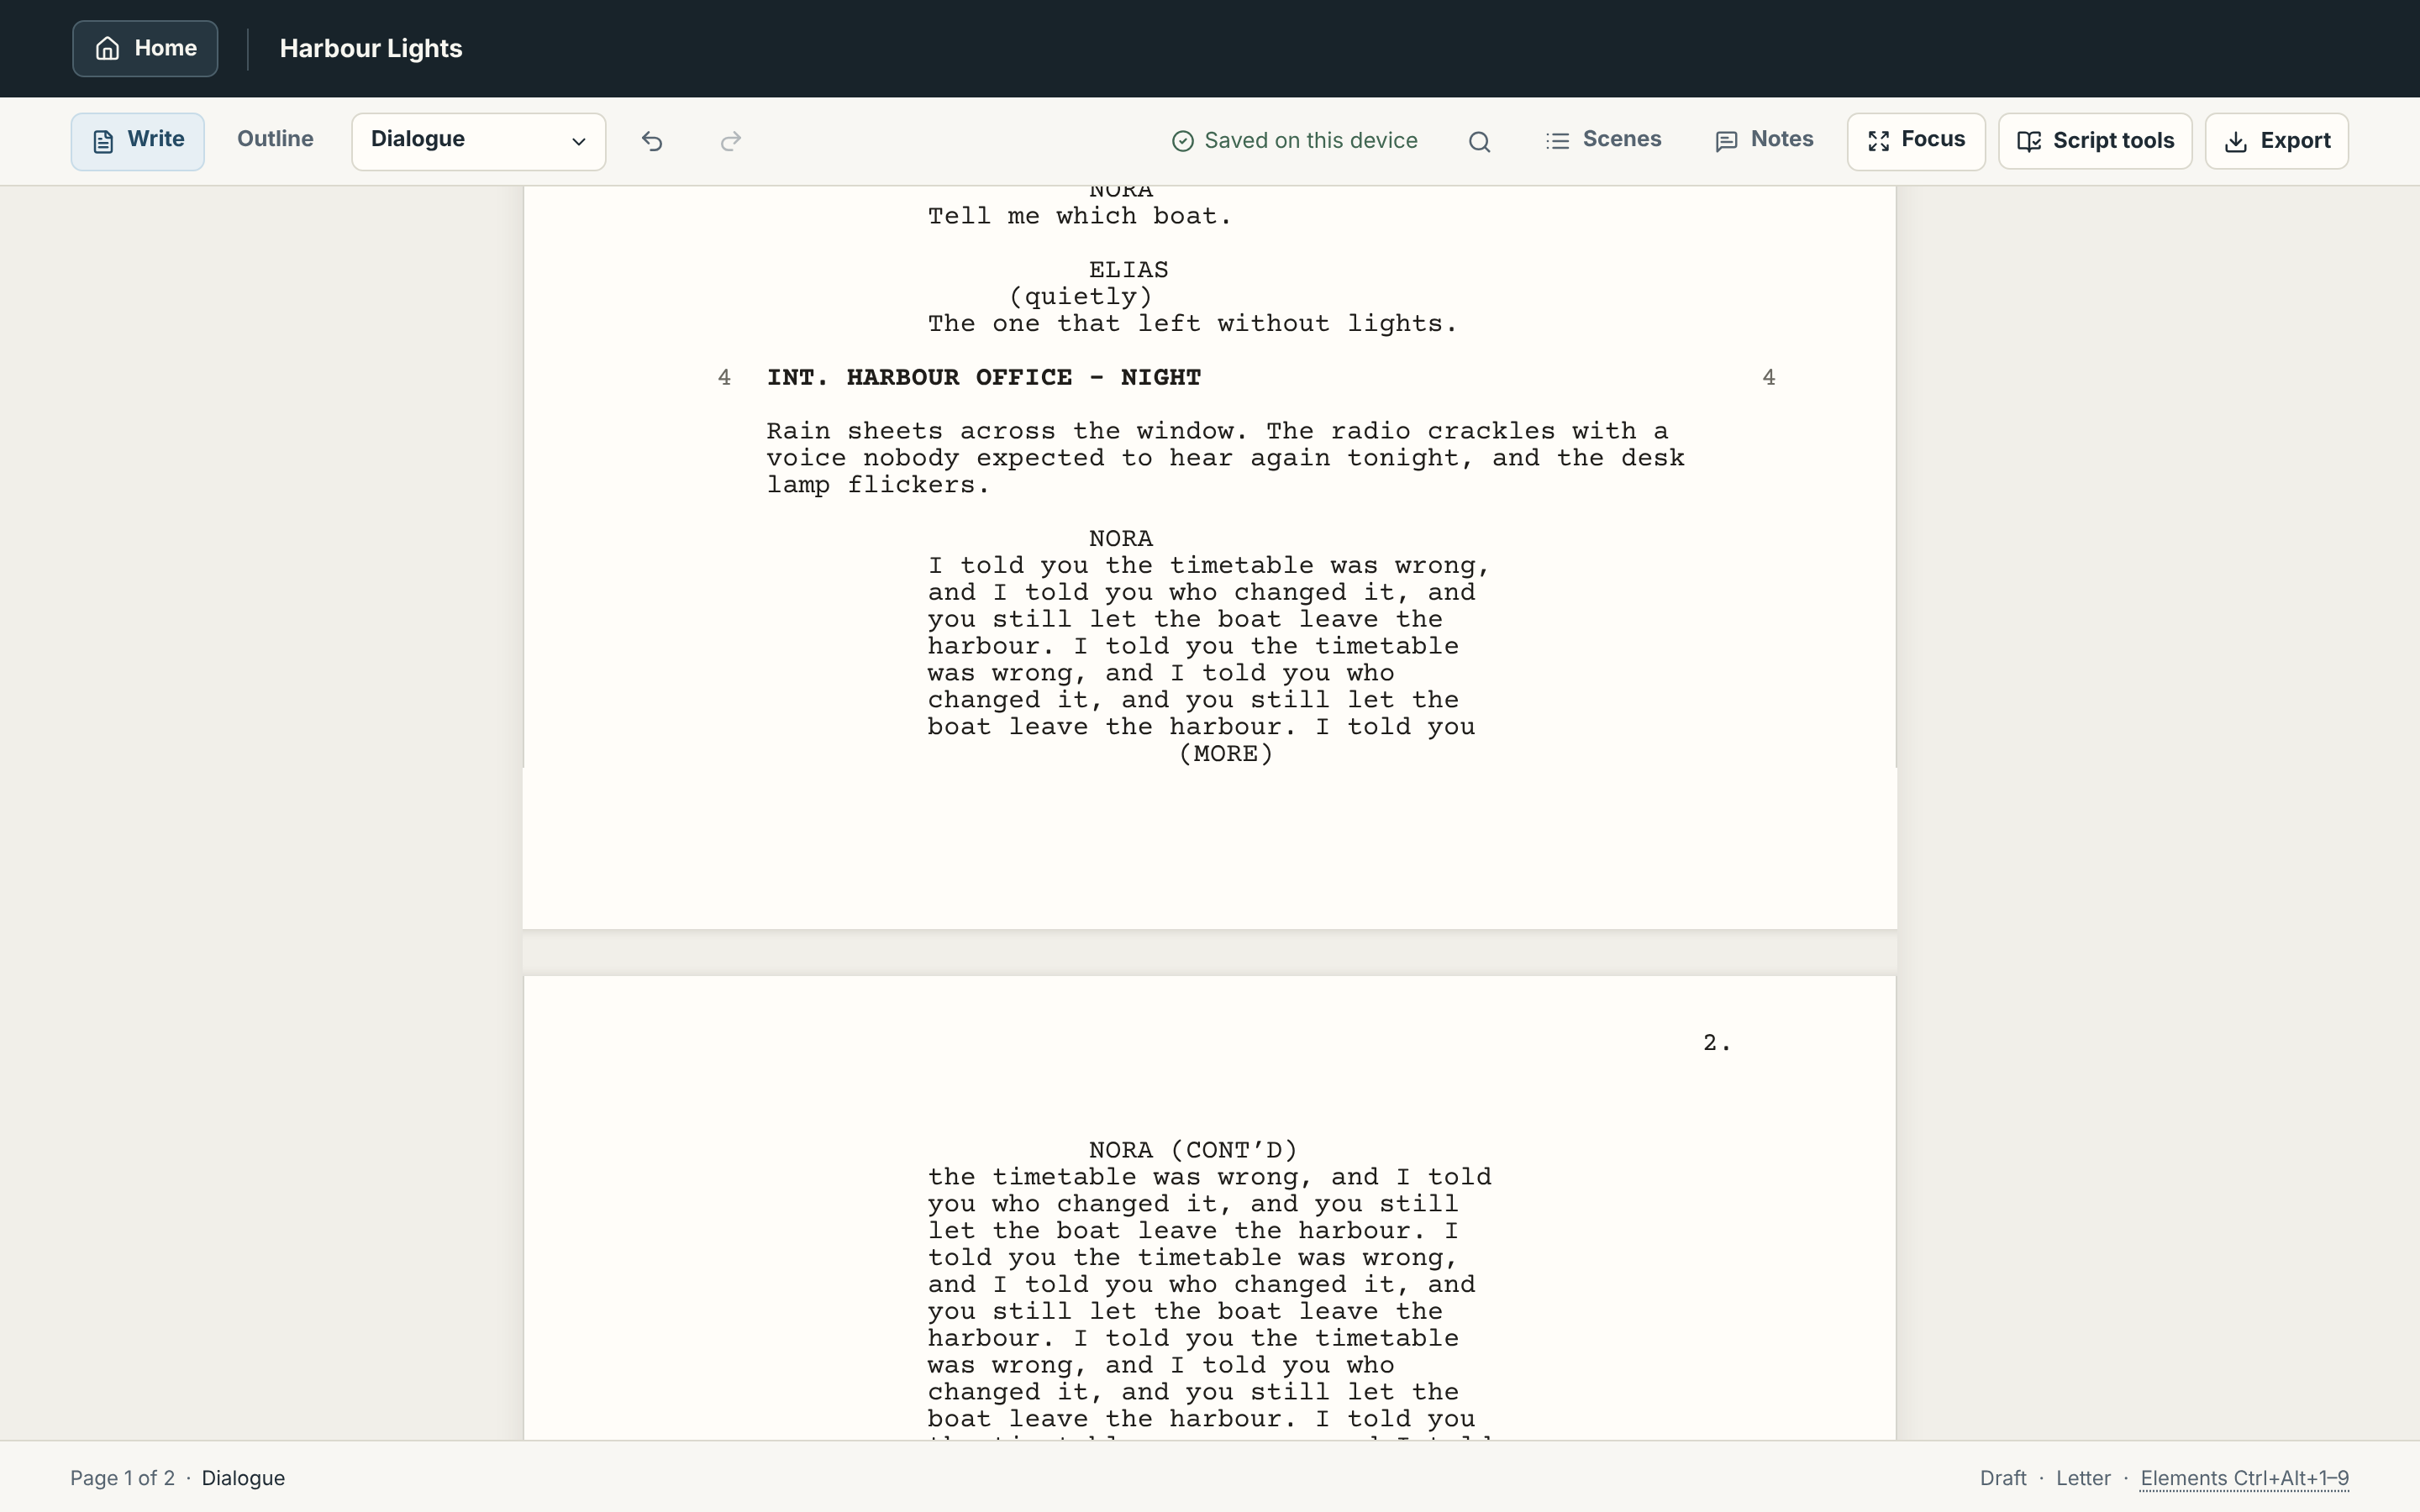 Home
Harbour Lights
Write
Outline
Dialogue
Saved on this device
Scenes
Notes
Focus
Script tools
Export
NORA
Tell me which boat.
ELIAS
(quietly)
The one that left without lights.
4 INT. HARBOUR OFFICE - NIGHT 4
Rain sheets across the window. The radio crackles with a
voice nobody expected to hear again tonight, and the desk
lamp flickers.
NORA
I told you the timetable was wrong,
and I told you who changed it, and
you still let the boat leave the
harbour. I told you the timetable
was wrong, and I told you who
changed it, and you still let the
boat leave the harbour. I told you
(MORE)
2.
NORA (CONT’D)
the timetable was wrong, and I told
you who changed it, and you still
let the boat leave the harbour. I
told you the timetable was wrong,
and I told you who changed it, and
you still let the boat leave the
harbour. I told you the timetable
was wrong, and I told you who
changed it, and you still let the
boat leave the harbour. I told you
Page 1 of 2 · Dialogue
Draft · Letter · Elements Ctrl+Alt+1–9